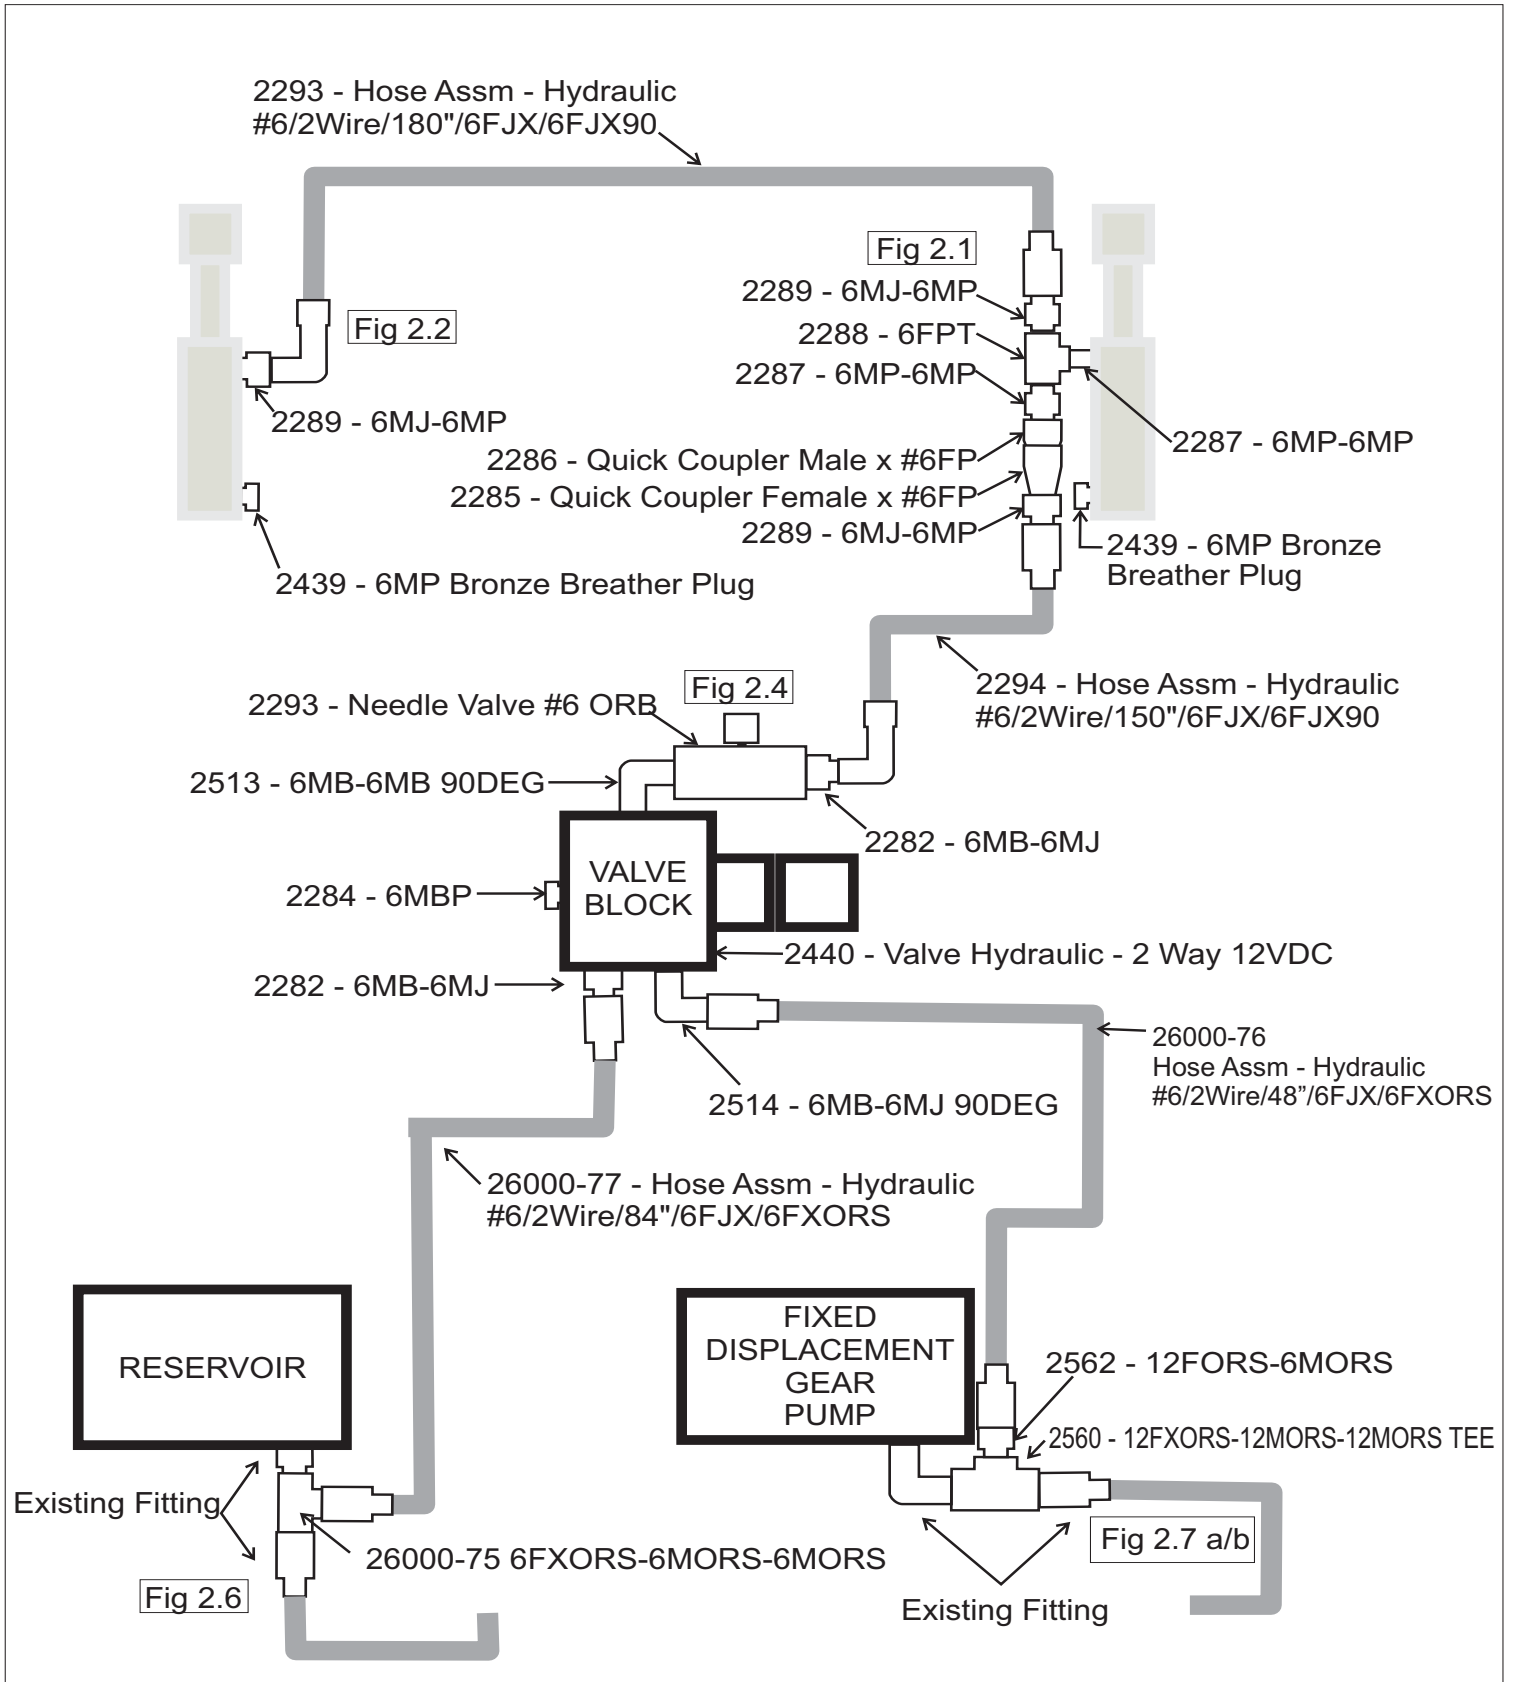 2293 - Hose Assm - Hydraulic
#6/2Wire/180"/6FJX/6FJX90
Fig 2.1
2289 - 6MJ-6MP
Fig 2.2
2288 - 6FPT
2287 - 6MP-6MP
2289 - 6MJ-6MP
2287 - 6MP-6MP
2286 - Quick Coupler Male x #6FP
2285 - Quick Coupler Female x #6FP
2289 - 6MJ-6MP
2439 - 6MP Bronze
Breather Plug
2439 - 6MP Bronze Breather Plug
2294 - Hose Assm - Hydraulic
#6/2Wire/150"/6FJX/6FJX90
Fig 2.4
2293 - Needle Valve #6 ORB
2513 - 6MB-6MB 90DEG
2282 - 6MB-6MJ
VALVE
BLOCK
2284 - 6MBP
2440 - Valve Hydraulic - 2 Way 12VDC
2282 - 6MB-6MJ
26000-76
Hose Assm - Hydraulic
#6/2Wire/48”/6FJX/6FXORS
2514 - 6MB-6MJ 90DEG
26000-77 - Hose Assm - Hydraulic
#6/2Wire/84"/6FJX/6FXORS
RESERVOIR
FIXED
DISPLACEMENT
GEAR
PUMP
2562 - 12FORS-6MORS
2560 - 12FXORS-12MORS-12MORS TEE
Existing Fitting
26000-75 6FXORS-6MORS-6MORS
Fig 2.7 a/b
Fig 2.6
Existing Fitting